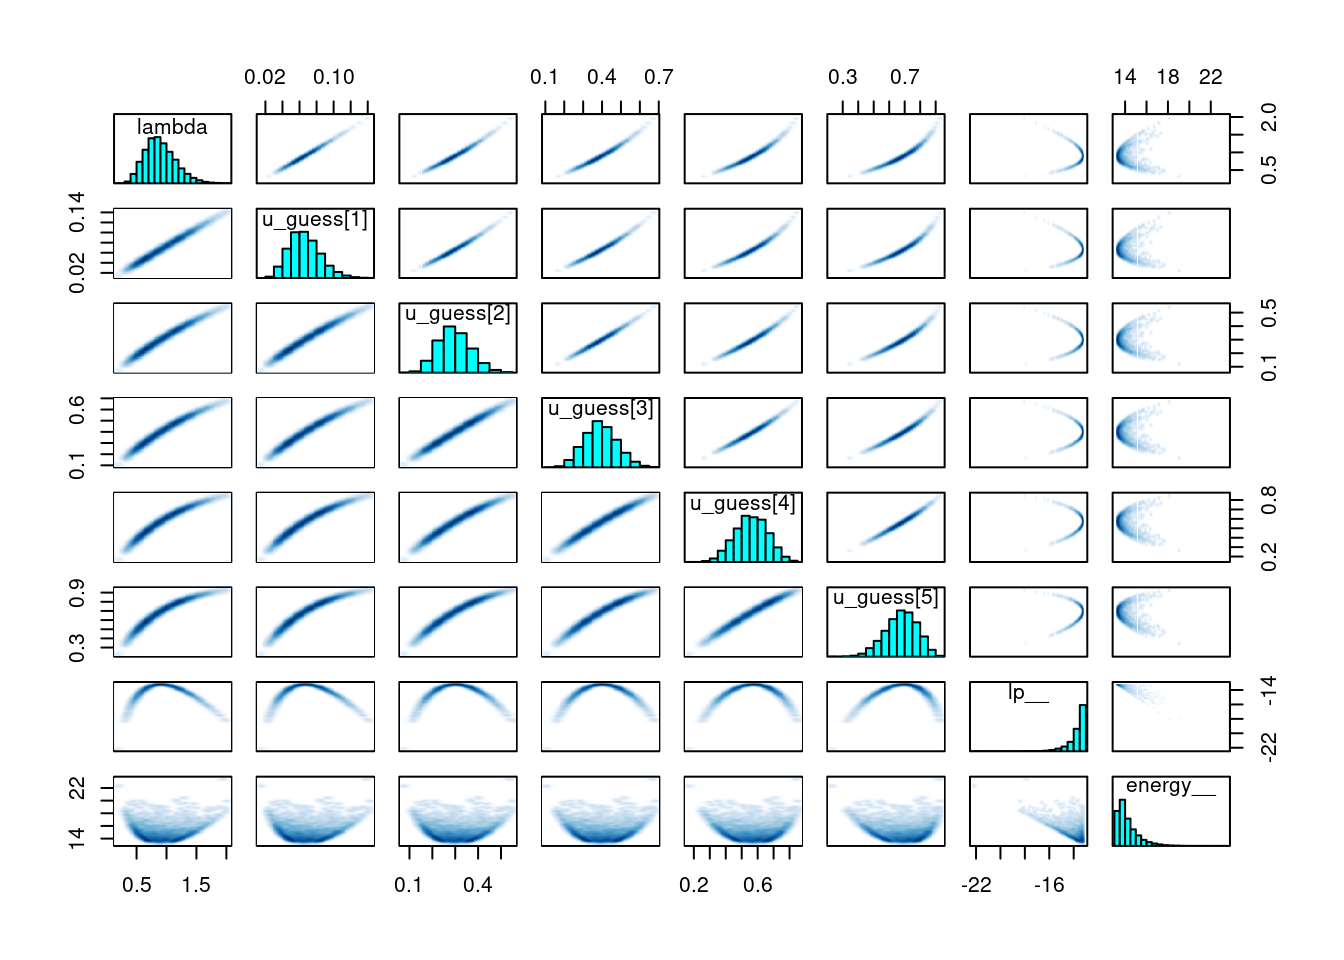 0.02 0.10 0.1 0.4 0.7 0.3 0.7 14 18 22
lambda
0.5 2.0
0.02 0.14
u_guess[1]
u_guess[2]
0.1 0.5
0.1 0.6
u_guess[3]
u_guess[4]
0.2 0.8
0.3 0.9
u_guess[5]
lp__
-22 -14
14 22
energy__
0.5 1.5 0.1 0.4 0.2 0.6 -22 -16